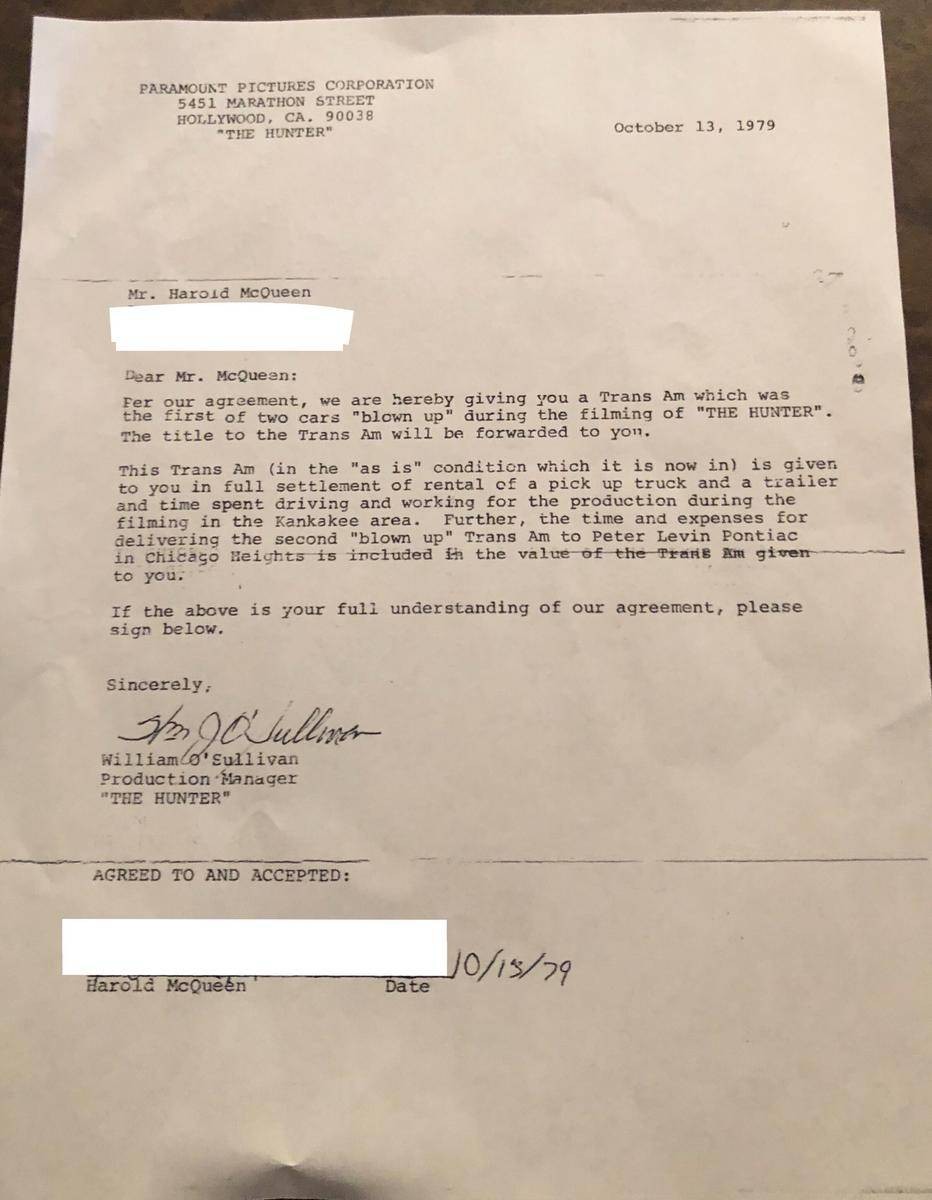 PARAMOUNT PICTURES CORPORATION
5451 MARATHON STREET
HOLLYWOOD, CA. 90038
"THE HUNTER"
October 13, 1979
Mr. Harold McQueen
Dear Mr. McQueen:
Per our agreement, we are hereby giving you a Trans Am which was
the first of two cars "blown up" during the filming of "THE HUNTER".
The title to the Trans Am will be forwarded to you.
This Trans Am (in the "as is" condition which it is now in) is given
to you in full settlement of rental of a pick up truck and a trailer
and time spent driving and working for the production during the
filming in the Kankakee area.  Further, the time and expenses for
delivering the second "blown up" Trans Am to Peter Levin Pontiac
in Chicago Heights is included in the value of the Trans Am given
to you.
If the above is your full understanding of our agreement, please
sign below.
Sincerely,
Wm J O'Sullivan
William O'Sullivan
Production Manager
"THE HUNTER"
AGREED TO AND ACCEPTED:
10/13/79
Harold McQueen Date